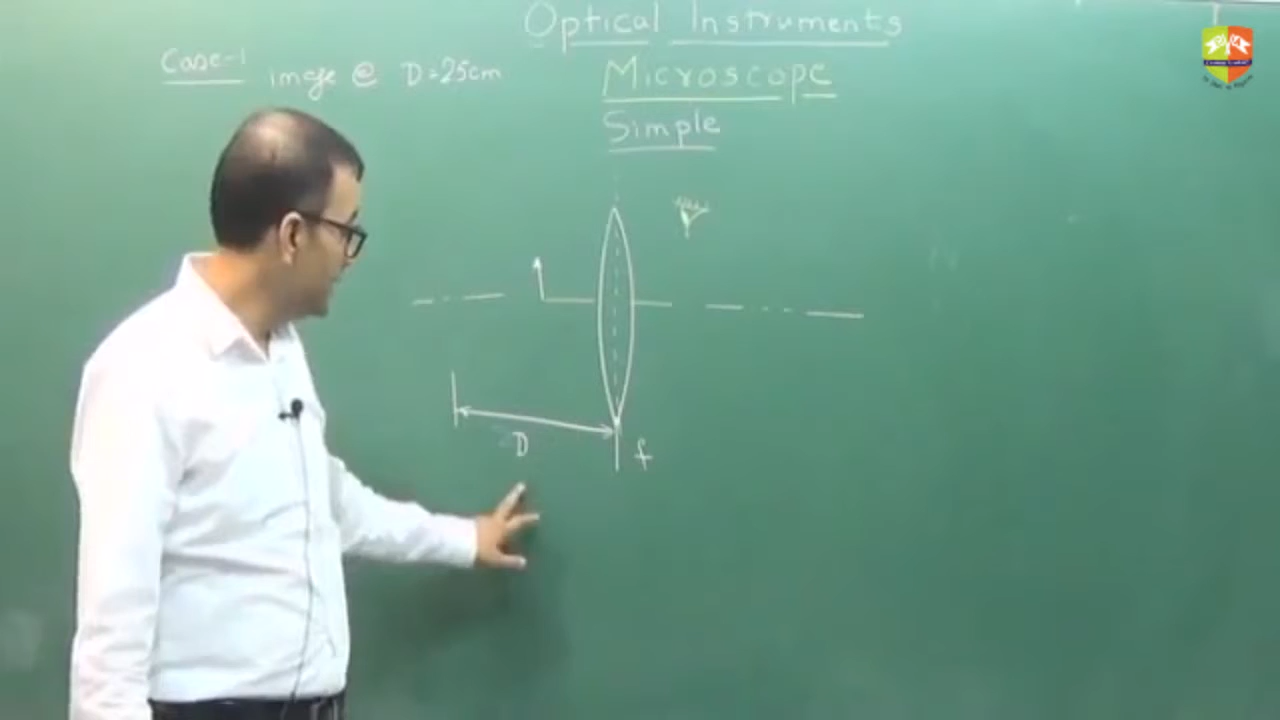 Optical Instruments
Case-1 image @ D=25cm
Microscope
Simple
D
f